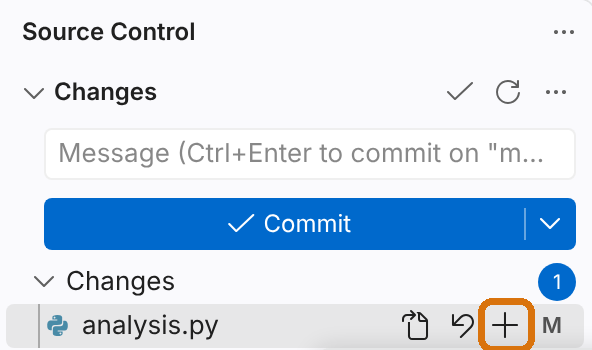 Source Control
Changes
Message (Ctrl+Enter to commit on "m...
Commit
Changes 1
analysis.py M